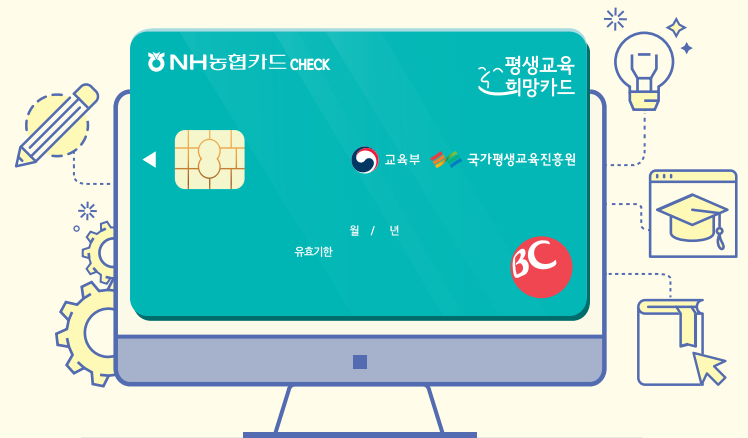 NH농협카드 CHECK
평생교육
희망카드
교육부 국가평생교육진흥원
월 / 년
유효기한
BC